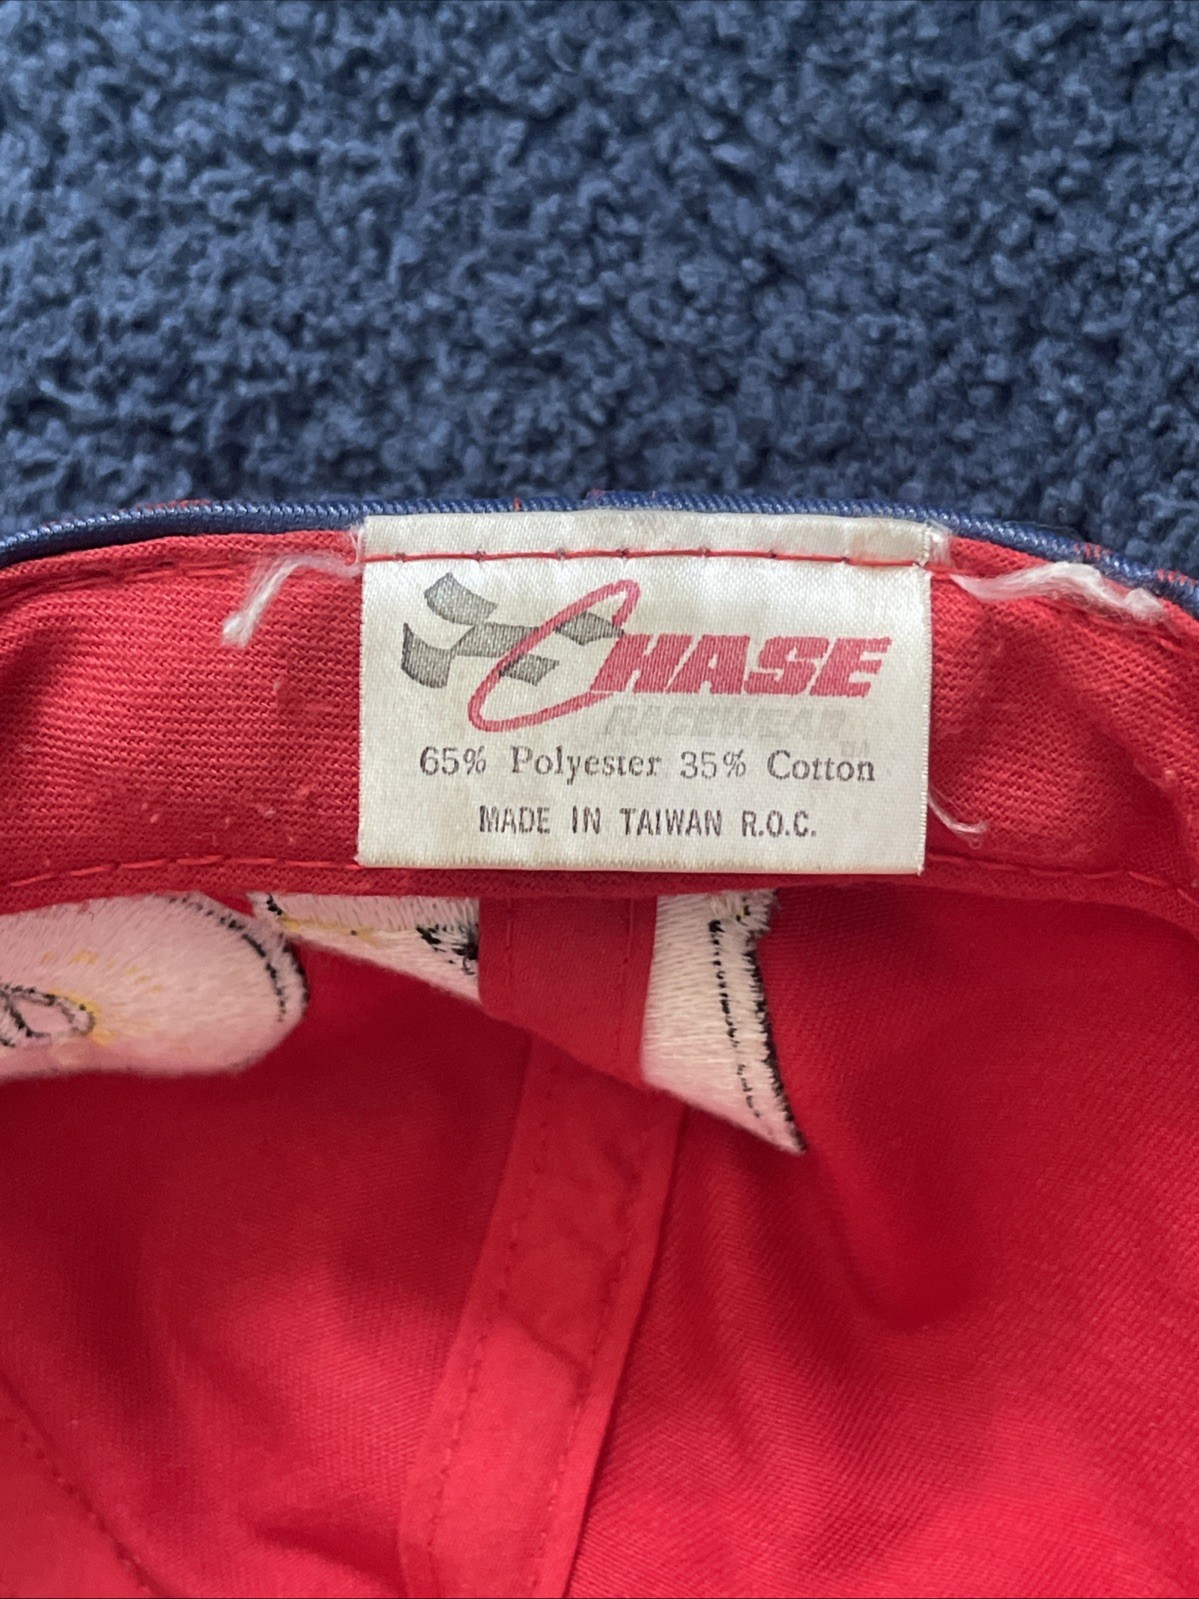 CHASE
RACEWEAR
65% Polyester 35% Cotton
MADE IN TAIWAN R.O.C.